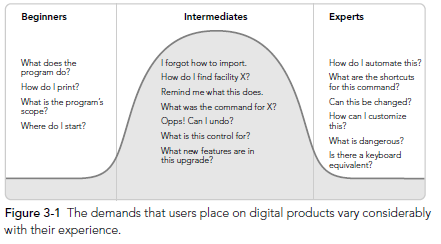 Beginners
What does the
program do?
How do I print?
What is the program's
scope?
Where do I start?
Intermediates
I forgot how to import.
How do I find facility X?
Remind me what this does.
What was the command for X?
Opps! Can I undo?
What is this control for?
What new features are in
this upgrade?
Experts
How do I automate this?
What are the shortcuts
for this command?
Can this be changed?
How can I customize
this?
What is dangerous?
Is there a keyboard
equivalent?
Figure 3-1 The demands that users place on digital products vary considerably
with their experience.